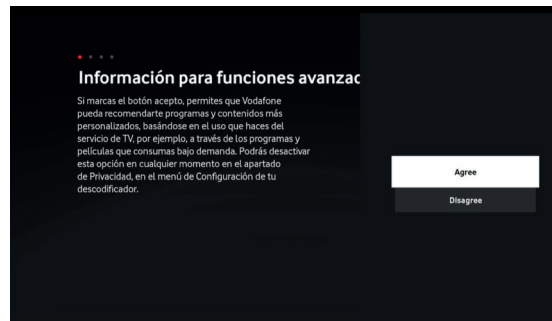 Información para funciones avanzad
Si marcas el botón acepto, permites que Vodafone
pueda recomendarte programas y contenidos más
personalizados, basándose en el uso que haces del
servicio de TV, por ejemplo, a través de los programas y
películas que consumas bajo demanda. Podrás desactivar
esta opción en cualquier momento en el apartado
de Privacidad, en el menú de Configuración de tu
descodificador.
Agree
Disagree